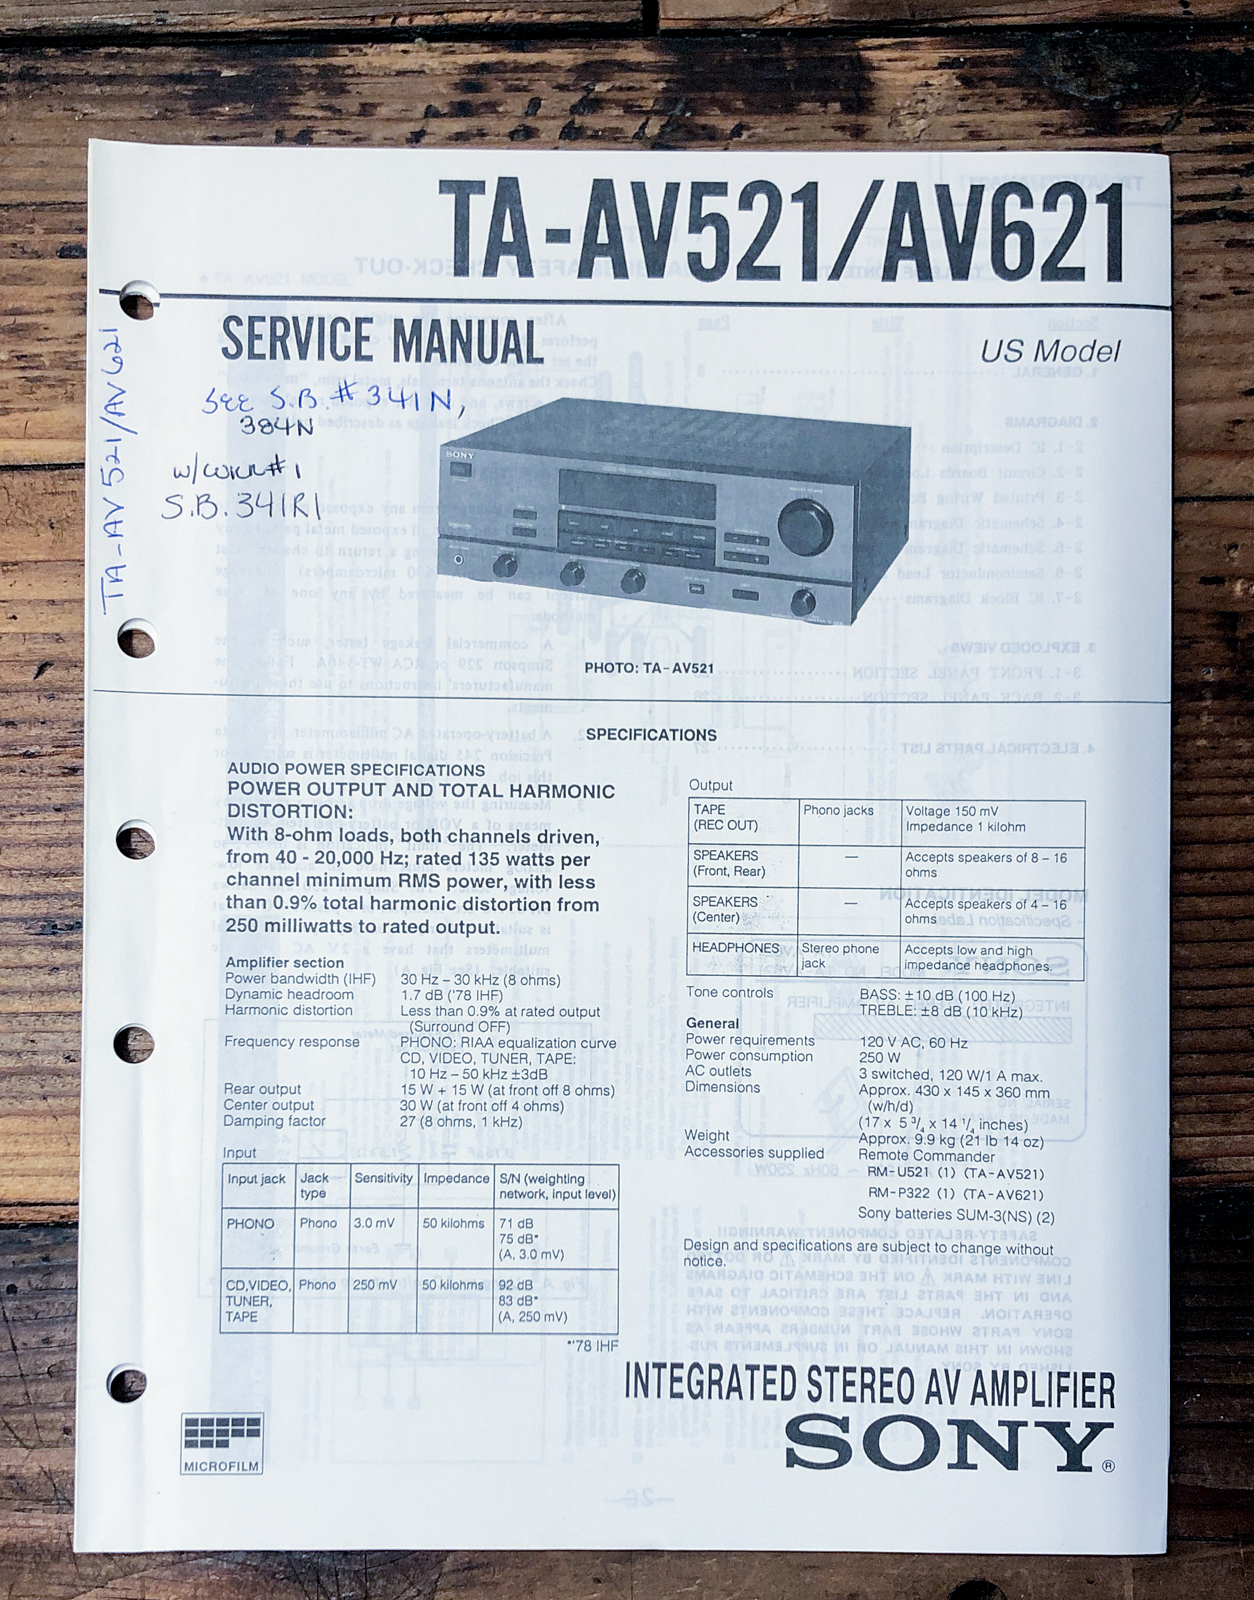 TA-AV521/AV621
SERVICE MANUAL
US Model
TA-AV521/AV621
SEE S.B.# 341N,
384N
W/CORR#1
S.B. 341R1
SONY
PHOTO: TA-AV521
SPECIFICATIONS
AUDIO POWER SPECIFICATIONS
POWER OUTPUT AND TOTAL HARMONIC
DISTORTION:
With 8-ohm loads, both channels driven,
from 40 - 20,000 Hz; rated 135 watts per
channel minimum RMS power, with less
than 0.9% total harmonic distortion from
250 milliwatts to rated output.
Amplifier section
Power bandwidth (IHF) 30 Hz – 30 kHz (8 ohms)
Dynamic headroom 1.7 dB ('78 IHF)
Harmonic distortion Less than 0.9% at rated output
(Surround OFF)
Frequency response PHONO: RIAA equalization curve
CD, VIDEO, TUNER, TAPE:
10 Hz – 50 kHz ±3dB
Rear output 15 W + 15 W (at front off 8 ohms)
Center output 30 W (at front off 4 ohms)
Damping factor 27 (8 ohms, 1 kHz)
Input
Input jack Jack type Sensitivity Impedance S/N (weighting network, input level)
PHONO Phono 3.0 mV 50 kilohms 71 dB
75 dB*
(A, 3.0 mV)
CD,VIDEO, Phono 250 mV 50 kilohms 92 dB
TUNER, 83 dB*
TAPE (A, 250 mV)
*'78 IHF
Output
TAPE Phono jacks Voltage 150 mV
(REC OUT) Impedance 1 kilohm
SPEAKERS — Accepts speakers of 8 – 16
(Front, Rear) ohms
SPEAKERS — Accepts speakers of 4 – 16
(Center) ohms
HEADPHONES Stereo phone Accepts low and high
jack impedance headphones.
Tone controls BASS: ±10 dB (100 Hz)
TREBLE: ±8 dB (10 kHz)
General
Power requirements 120 V AC, 60 Hz
Power consumption 250 W
AC outlets 3 switched, 120 W/1 A max.
Dimensions Approx. 430 x 145 x 360 mm
(w/h/d)
(17 x 5 3/4 x 14 1/4 inches)
Weight Approx. 9.9 kg (21 lb 14 oz)
Accessories supplied Remote Commander
RM-U521 (1) (TA-AV521)
RM-P322 (1) (TA-AV621)
Sony batteries SUM-3(NS) (2)
Design and specifications are subject to change without
notice.
INTEGRATED STEREO AV AMPLIFIER
SONY®
MICROFILM